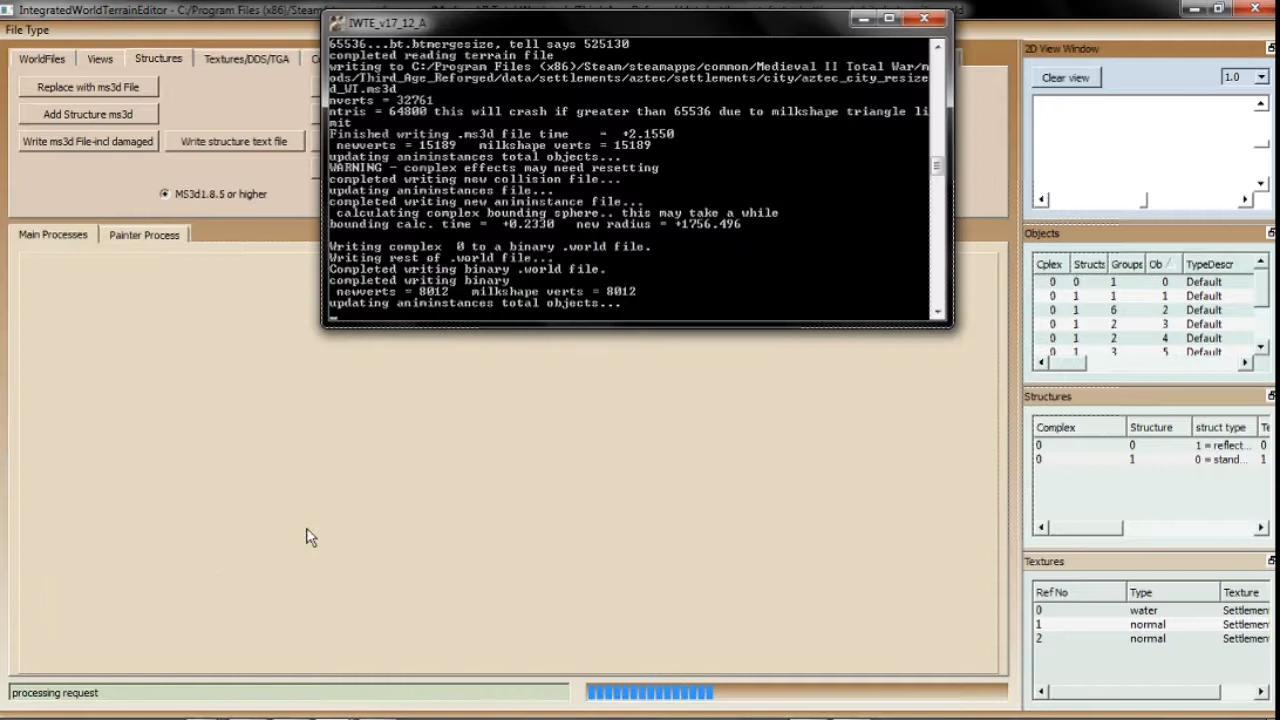 IntegratedWorldTerrainEditor - C:/Program Files (x86)/Steam
File Type
WorldFiles
Views
Structures
Textures/DDS/TGA
Replace with ms3d File
Add Structure ms3d
Write ms3d File-incl damaged
Write structure text file
MS3d1.8.5 or higher
Main Processes
Painter Process
IWTE_v17_12_A
65536...bt.btmergesize, tell says 525130
completed reading terrain file
writing to C:/Program Files (x86)/Steam/steamapps/common/Medieval II Total War/m
ods/Third_Age_Reforged/data/settlements/aztec/settlements/city/aztec_city_resize
d_WT.ms3d
nverts = 32761
ntris = 64800 this will crash if greater than 65536 due to milkshape triangle li
mit
Finished writing .ms3d file time = +2.1550
newverts = 15189 milkshape verts = 15189
updating animinstances total objects...
WARNING - complex effects may need resetting
completed writing new collision file...
updating animinstances file...
completed writing new animinstance file...
calculating complex bounding sphere.. this may take a while
bounding calc. time = +0.2330 new radius = +1756.496
Writing complex 0 to a binary .world file.
Writing rest of .world file...
Completed writing binary .world file.
completed writing binary
newverts = 8012 milkshape verts = 8012
updating animinstances total objects...
2D View Window
Clear view
1.0
Objects
Cplex Structs Groups Ob TypeDescr
0 0 1 0 Default
0 1 1 1 Default
0 1 6 2 Default
0 1 2 3 Default
0 1 2 4 Default
0 1 3 5 Default
Structures
Complex Structure struct type
0 0 1 = reflect... 0
0 1 0 = stand... 1
Textures
Ref No Type Texture
0 water Settlemen
1 normal Settlemen
2 normal Settlemen
processing request